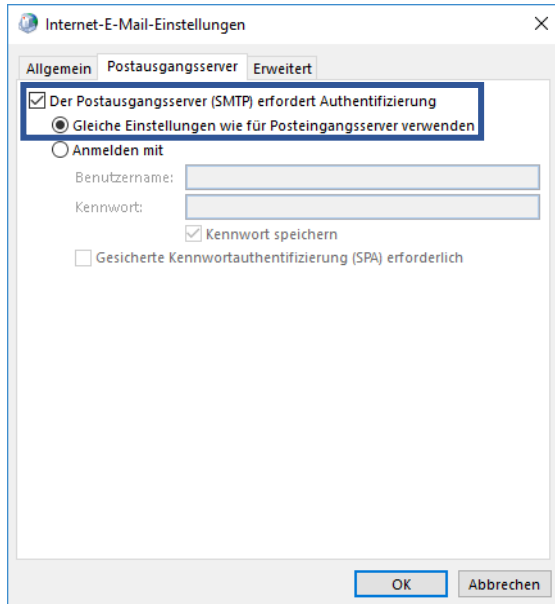 Internet-E-Mail-Einstellungen
Allgemein Postausgangsserver Erweitert
Der Postausgangsserver (SMTP) erfordert Authentifizierung
Gleiche Einstellungen wie für Posteingangsserver verwenden
Anmelden mit
Benutzername:
Kennwort:
Kennwort speichern
Gesicherte Kennwortauthentifizierung (SPA) erforderlich
OK Abbrechen